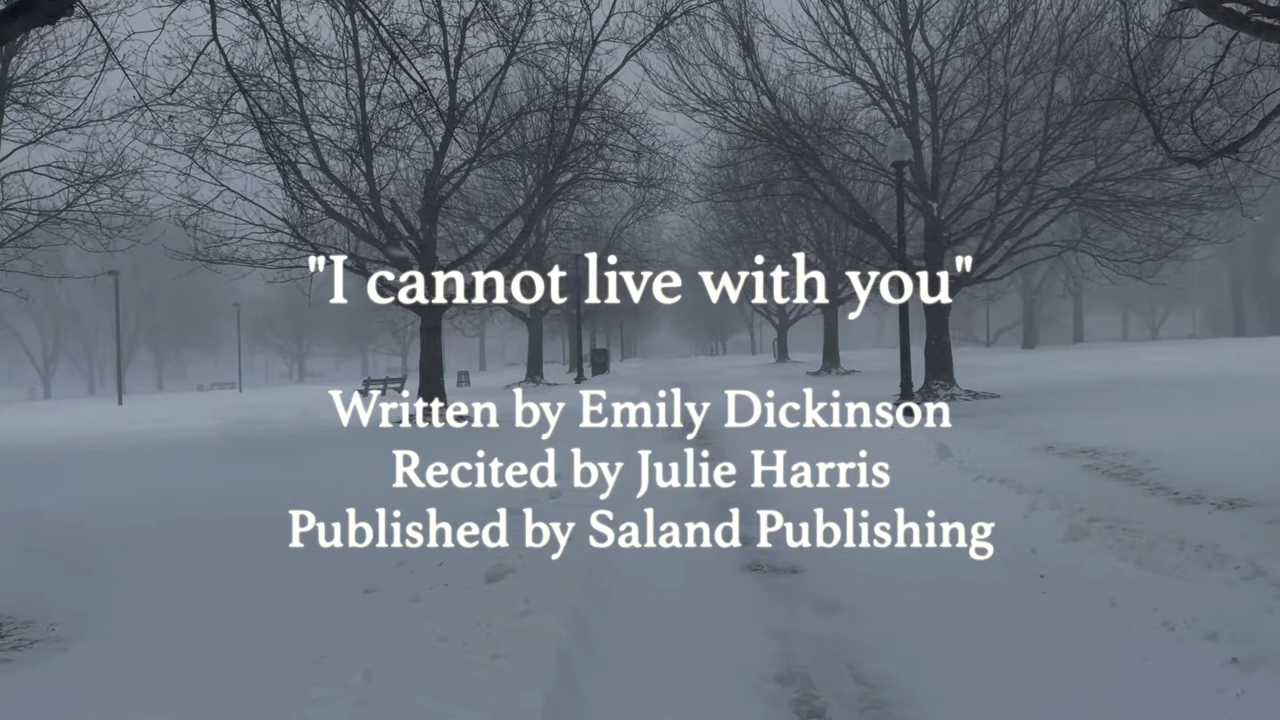 "I cannot live with you"
Written by Emily Dickinson
Recited by Julie Harris
Published by Saland Publishing